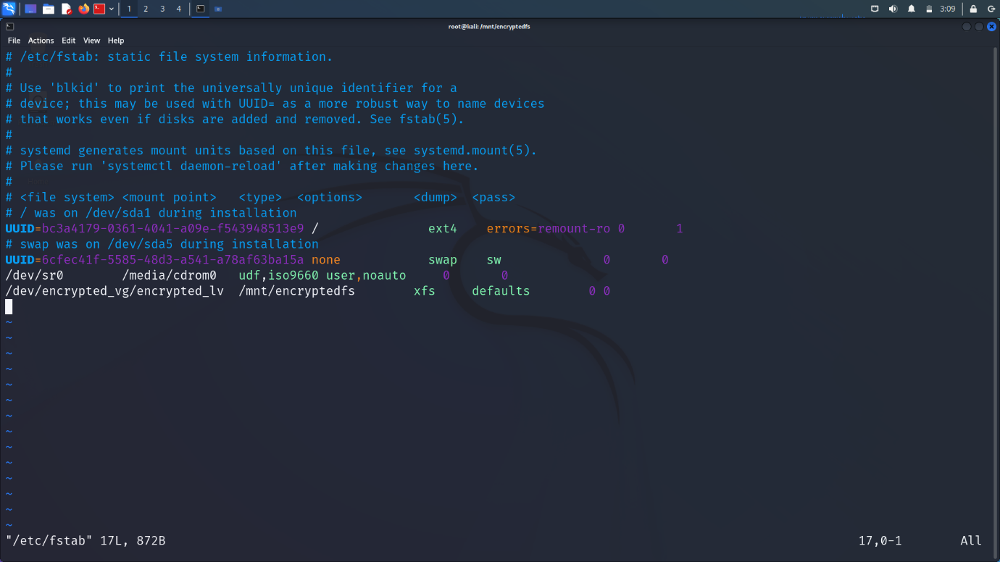 1 2 3 4
3:09
root@kali: /mnt/encryptedfs
File Actions Edit View Help
# /etc/fstab: static file system information.
#
# Use 'blkid' to print the universally unique identifier for a
# device; this may be used with UUID= as a more robust way to name devices
# that works even if disks are added and removed. See fstab(5).
#
# systemd generates mount units based on this file, see systemd.mount(5).
# Please run 'systemctl daemon-reload' after making changes here.
#
# <file system> <mount point> <type> <options> <dump> <pass>
# / was on /dev/sda1 during installation
UUID=bc3a4179-0361-4041-a09e-f543948513e9 / ext4 errors=remount-ro 0 1
# swap was on /dev/sda5 during installation
UUID=6cfec41f-5585-48d3-a541-a78af63ba15a none swap sw 0 0
/dev/sr0 /media/cdrom0 udf,iso9660 user,noauto 0 0
/dev/encrypted_vg/encrypted_lv /mnt/encryptedfs xfs defaults 0 0
~
~
~
~
~
~
~
~
~
~
~
~
~
~
"/etc/fstab" 17L, 872B 17,0-1 All